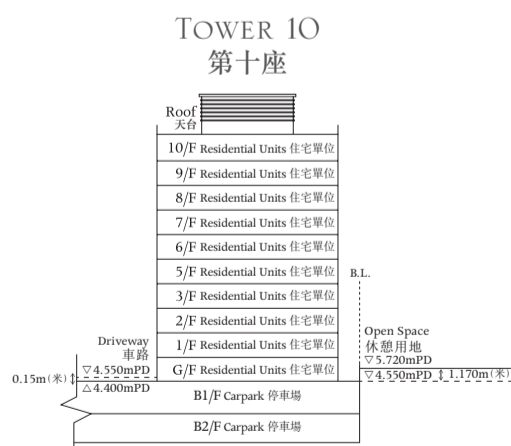 TOWER 10
第十座
Roof
天台
10/F Residential Units 住宅單位
9/F Residential Units 住宅單位
8/F Residential Units 住宅單位
7/F Residential Units 住宅單位
6/F Residential Units 住宅單位
5/F Residential Units 住宅單位
B.L.
3/F Residential Units 住宅單位
2/F Residential Units 住宅單位
Open Space
休憩用地
Driveway
車路
1/F Residential Units 住宅單位
▽5.720mPD
▽4.550mPD
G/F Residential Units 住宅單位
▽4.550mPD
1.170m(米)
0.15m(米)
△4.400mPD
B1/F Carpark 停車場
B2/F Carpark 停車場